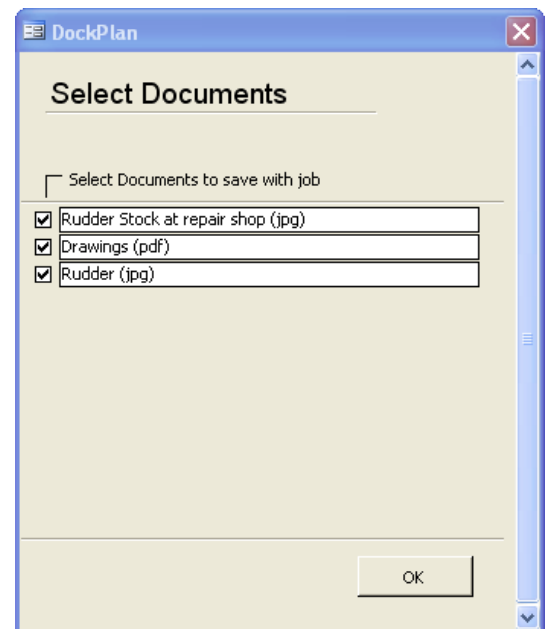 DockPlan
Select Documents
Select Documents to save with job
Rudder Stock at repair shop (jpg)
Drawings (pdf)
Rudder (jpg)
OK